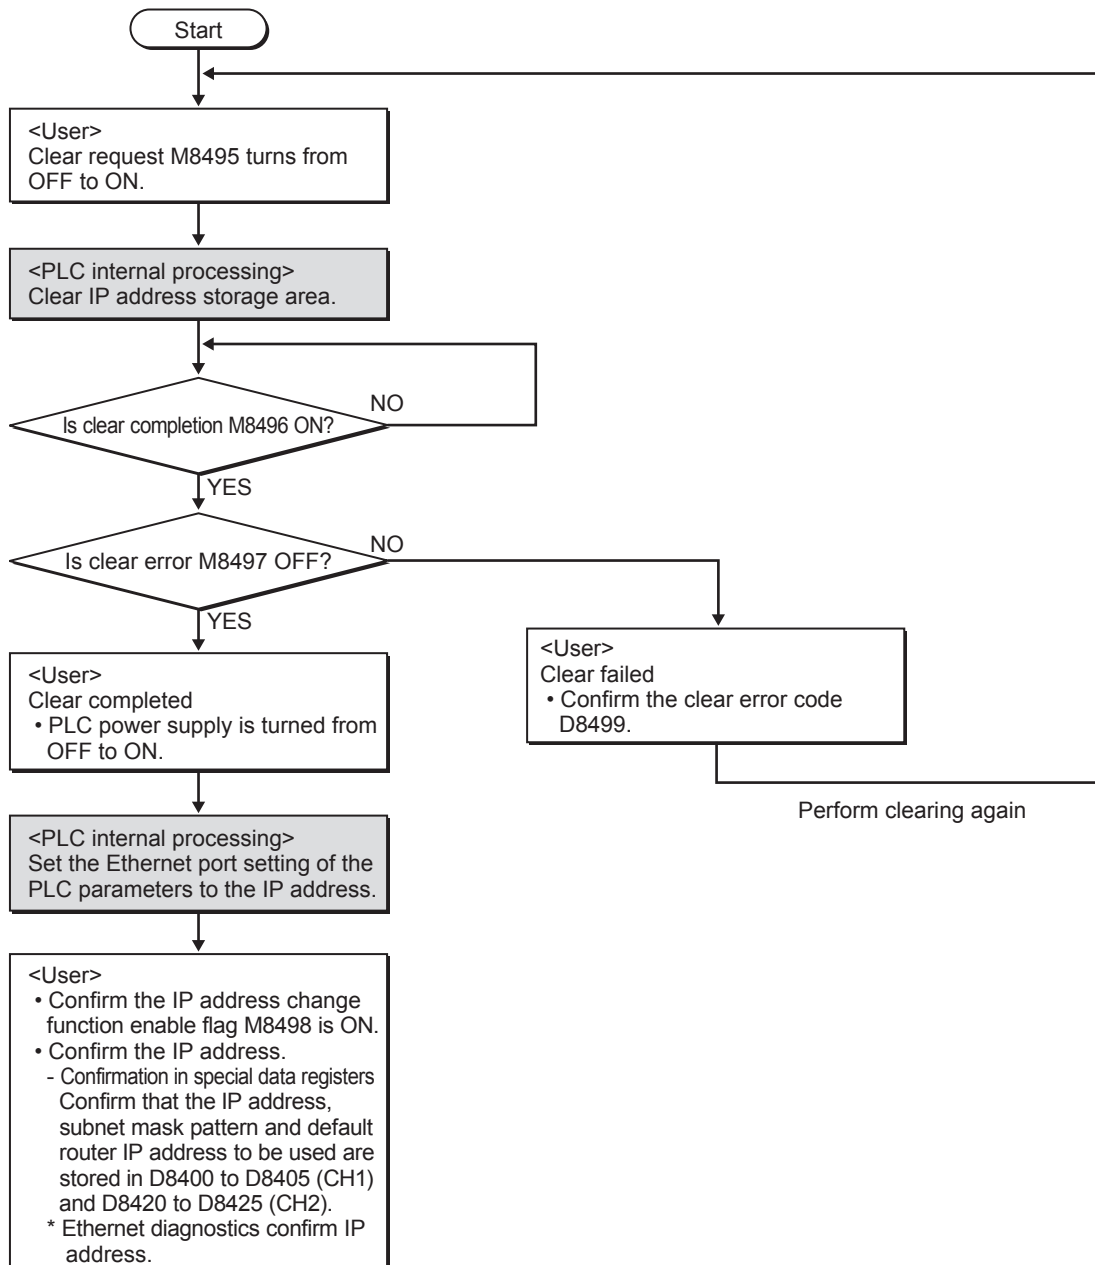 Start
<User>
Clear request M8495 turns from
OFF to ON.
<PLC internal processing>
Clear IP address storage area.
Is clear completion M8496 ON?
NO
YES
Is clear error M8497 OFF?
NO
YES
<User>
Clear completed
• PLC power supply is turned from
OFF to ON.
<User>
Clear failed
• Confirm the clear error code
D8499.
Perform clearing again
<PLC internal processing>
Set the Ethernet port setting of the
PLC parameters to the IP address.
<User>
• Confirm the IP address change
function enable flag M8498 is ON.
• Confirm the IP address.
- Confirmation in special data registers
Confirm that the IP address,
subnet mask pattern and default
router IP address to be used are
stored in D8400 to D8405 (CH1)
and D8420 to D8425 (CH2).
* Ethernet diagnostics confirm IP
address.